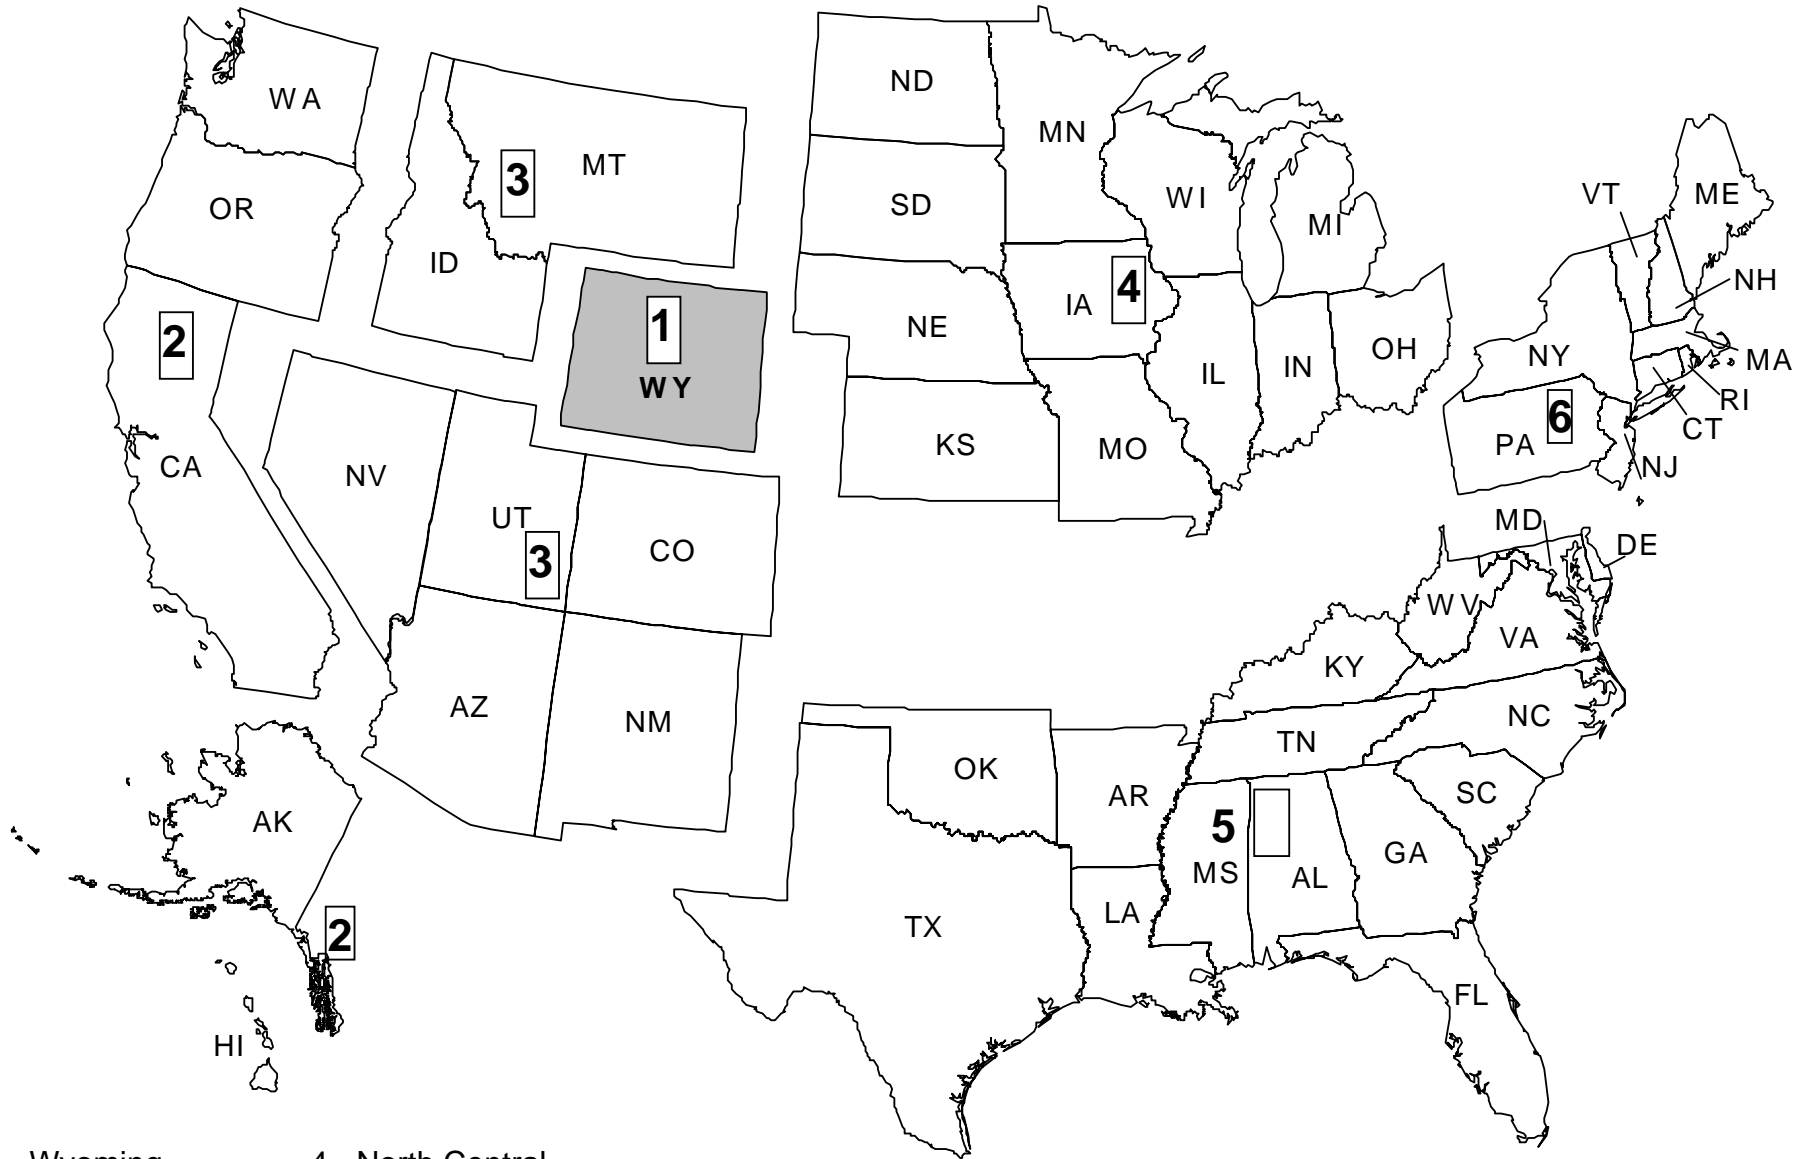 WA
ND
MN
MT
3
OR
SD
WI
MI
VT
ME
ID
NH
2
1
WY
NE
IA
4
IL
IN
OH
NY
MA
RI
CT
6
PA
NJ
CA
NV
KS
MO
UT
3
CO
MD
DE
WV
VA
KY
AZ
NM
NC
TN
OK
AR
SC
5
MS
AL
GA
AK
2
TX
LA
FL
HI
Wyoming 4 North Central